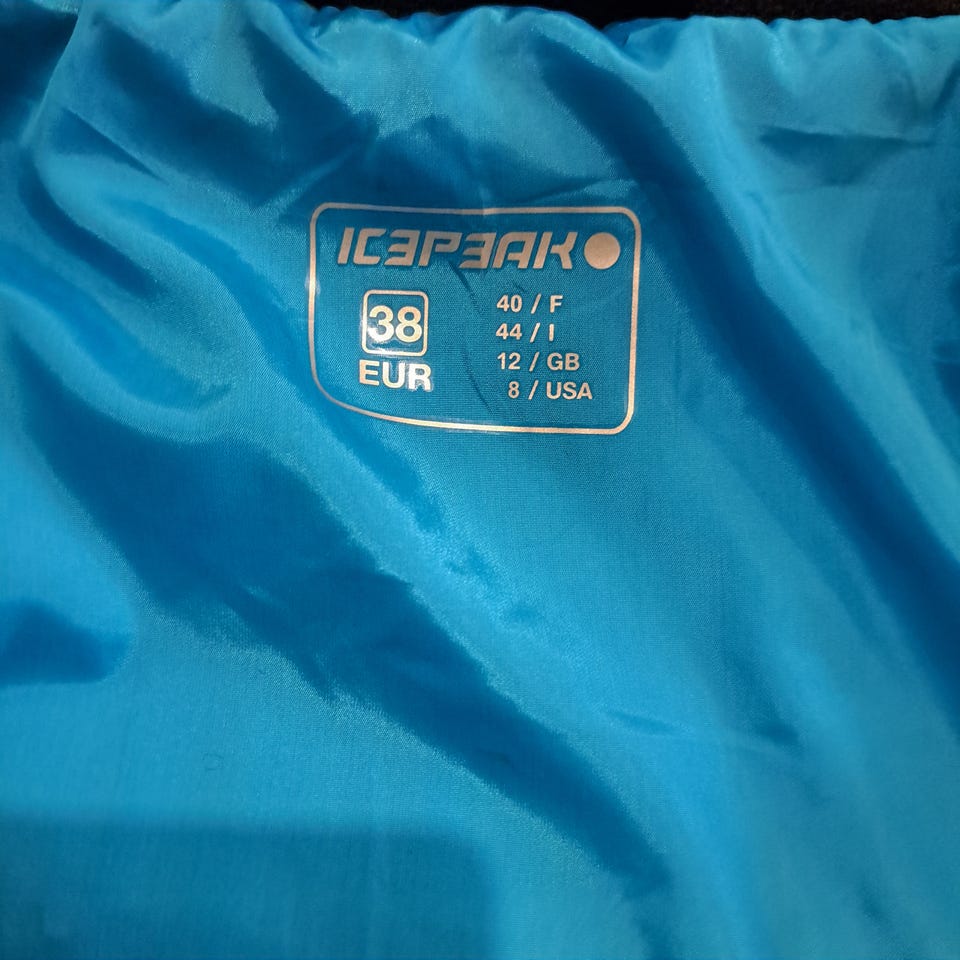 ICEPEAK
38
EUR
40 / F
44 / I
12 / GB
8 / USA